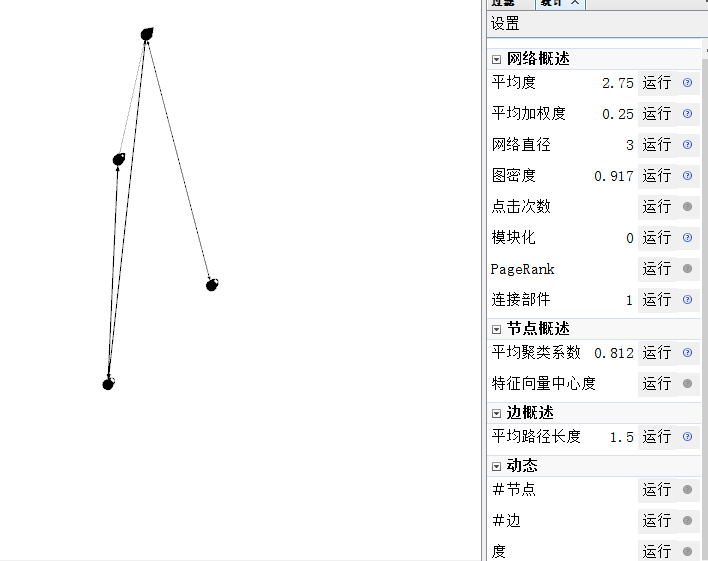 过滤 统计 ×
设置
网络概述
平均度 2.75 运行
平均加权度 0.25 运行
网络直径 3 运行
图密度 0.917 运行
点击次数 运行
模块化 0 运行
PageRank 运行
连接部件 1 运行
节点概述
平均聚类系数 0.812 运行
特征向量中心度 运行
边概述
平均路径长度 1.5 运行
动态
#节点 运行
#边 运行
度 运行